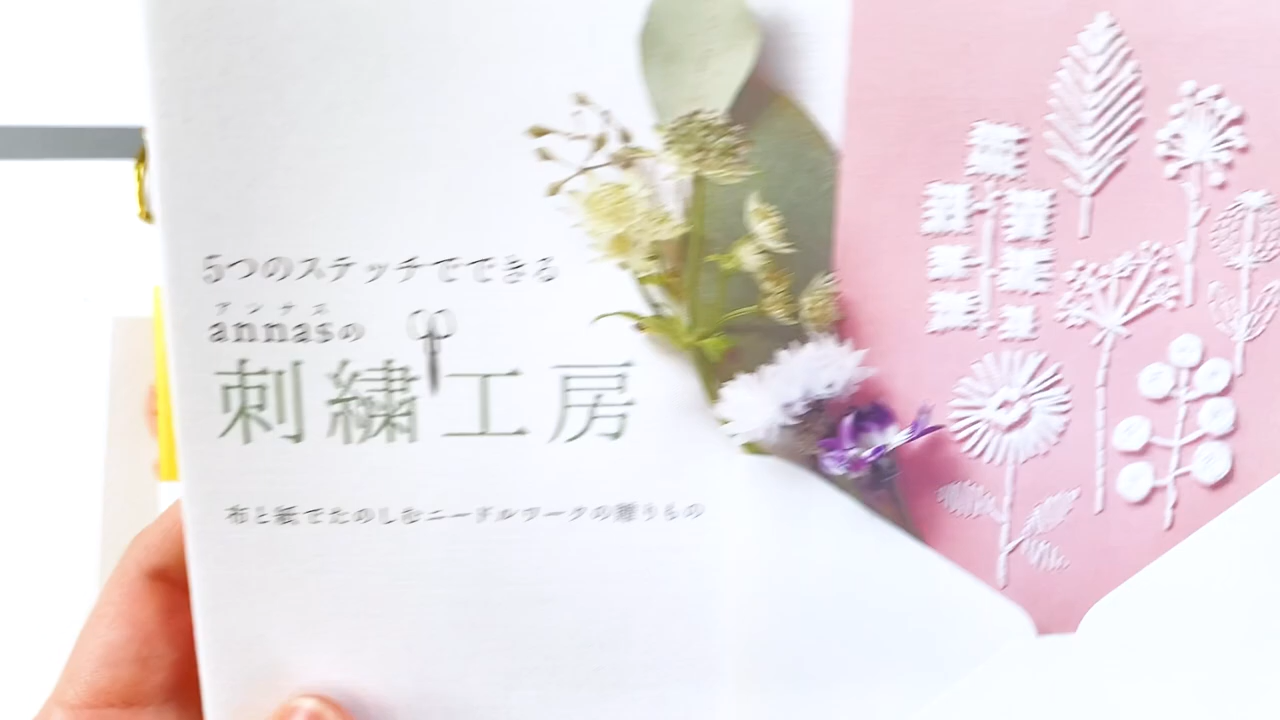 5つのステッチでできる
アンナス
annasの
刺繍工房
布と紙でたのしむニードルワークの贈りもの